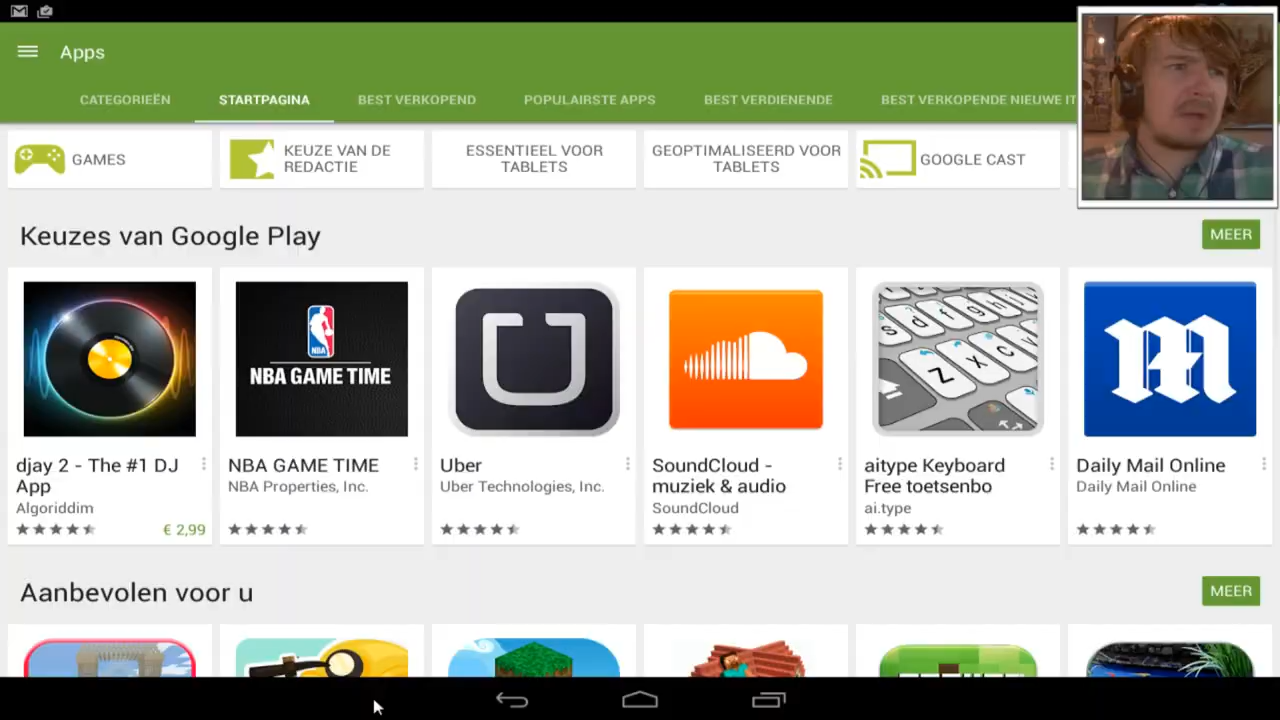 Apps
CATEGORIEËN
STARTPAGINA
BEST VERKOPEND
POPULAIRSTE APPS
BEST VERDIENENDE
BEST VERKOPENDE NIEUWE IT
GAMES
KEUZE VAN DE
REDACTIE
ESSENTIEEL VOOR
TABLETS
GEOPTIMALISEERD VOOR
TABLETS
GOOGLE CAST
Keuzes van Google Play
MEER
NBA
NBA GAME TIME
djay 2 - The #1 DJ
App
Algoriddim
€ 2,99
NBA GAME TIME
NBA Properties, Inc.
Uber
Uber Technologies, Inc.
SoundCloud -
muziek & audio
SoundCloud
aitype Keyboard
Free toetsenbo
ai.type
Daily Mail Online
Daily Mail Online
Aanbevolen voor u
MEER